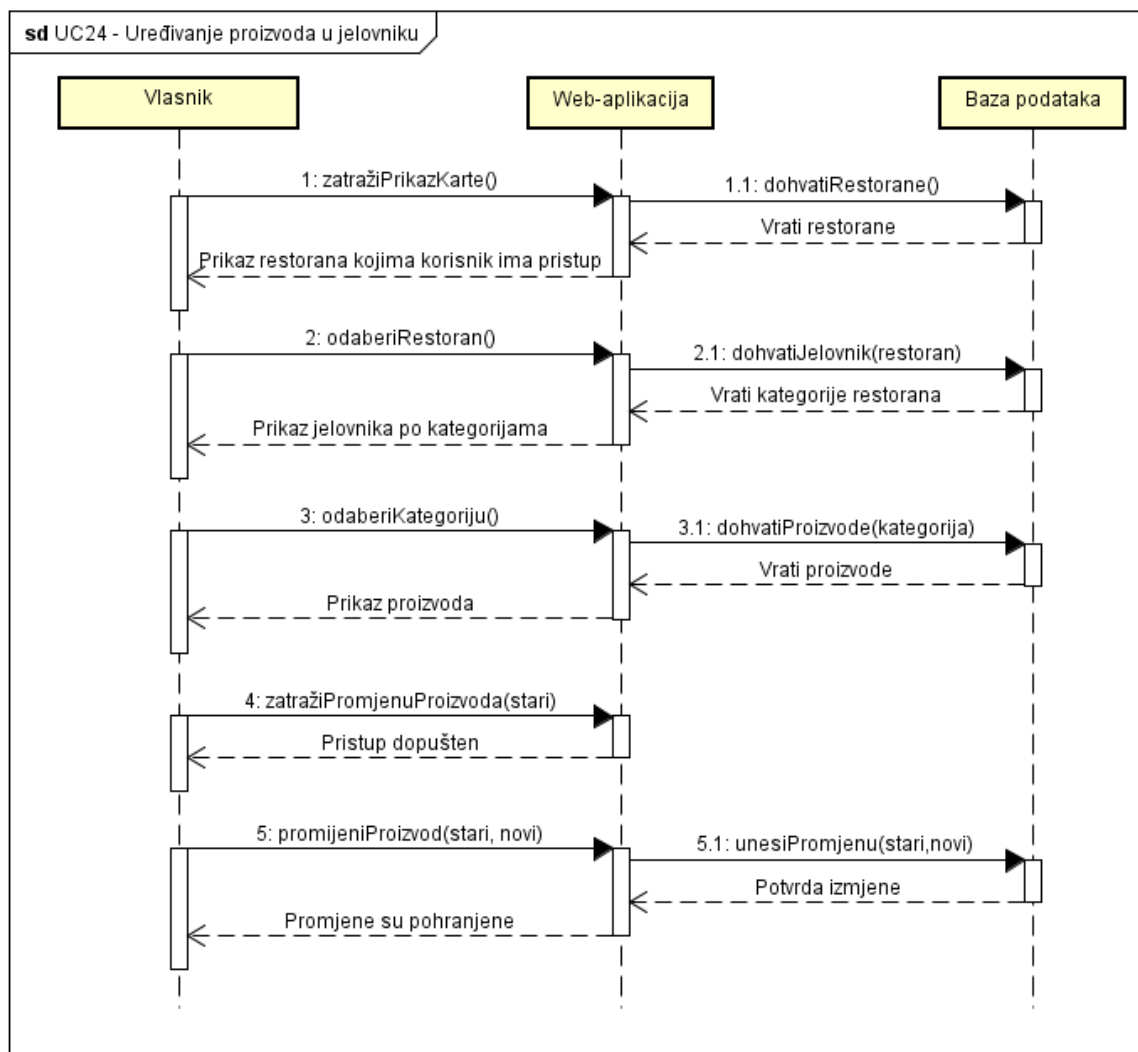 sd UC24 - Uređivanje proizvoda u jelovniku
Vlasnik
Web-aplikacija
Baza podataka
1: zatražiPrikazKarte()
1.1: dohvatiRestorane()
Vrati restorane
Prikaz restorana kojima korisnik ima pristup
2: odaberiRestoran()
2.1: dohvatiJelovnik(restoran)
Vrati kategorije restorana
Prikaz jelovnika po kategorijama
3: odaberiKategoriju()
3.1: dohvatiProizvode(kategorija)
Vrati proizvode
Prikaz proizvoda
4: zatražiPromjenuProizvoda(stari)
Pristup dopušten
5: promijeniProizvod(stari, novi)
5.1: unesiPromjenu(stari,novi)
Potvrda izmjene
Promjene su pohranjene